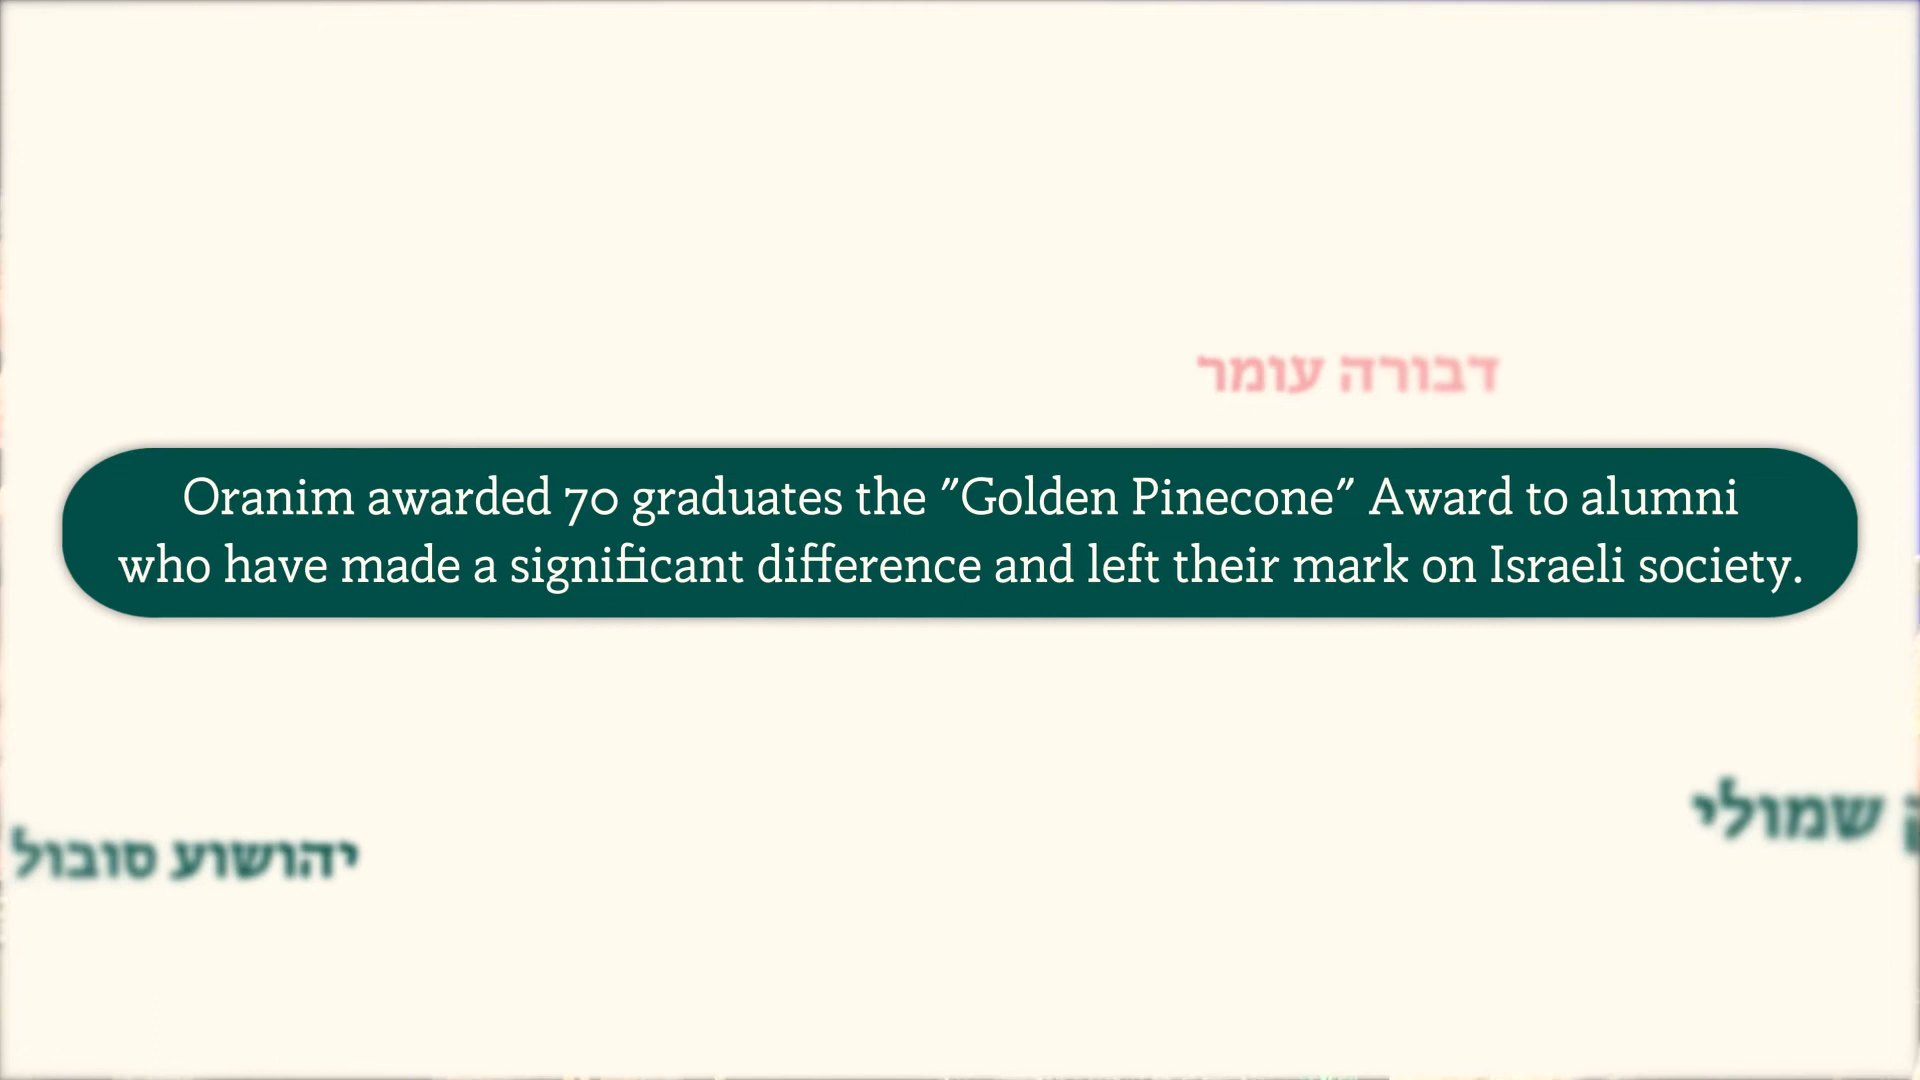 דבורה עומר
Oranim awarded 70 graduates the "Golden Pinecone" Award to alumni
who have made a significant difference and left their mark on Israeli society.
שמולי
יהושוע סובול